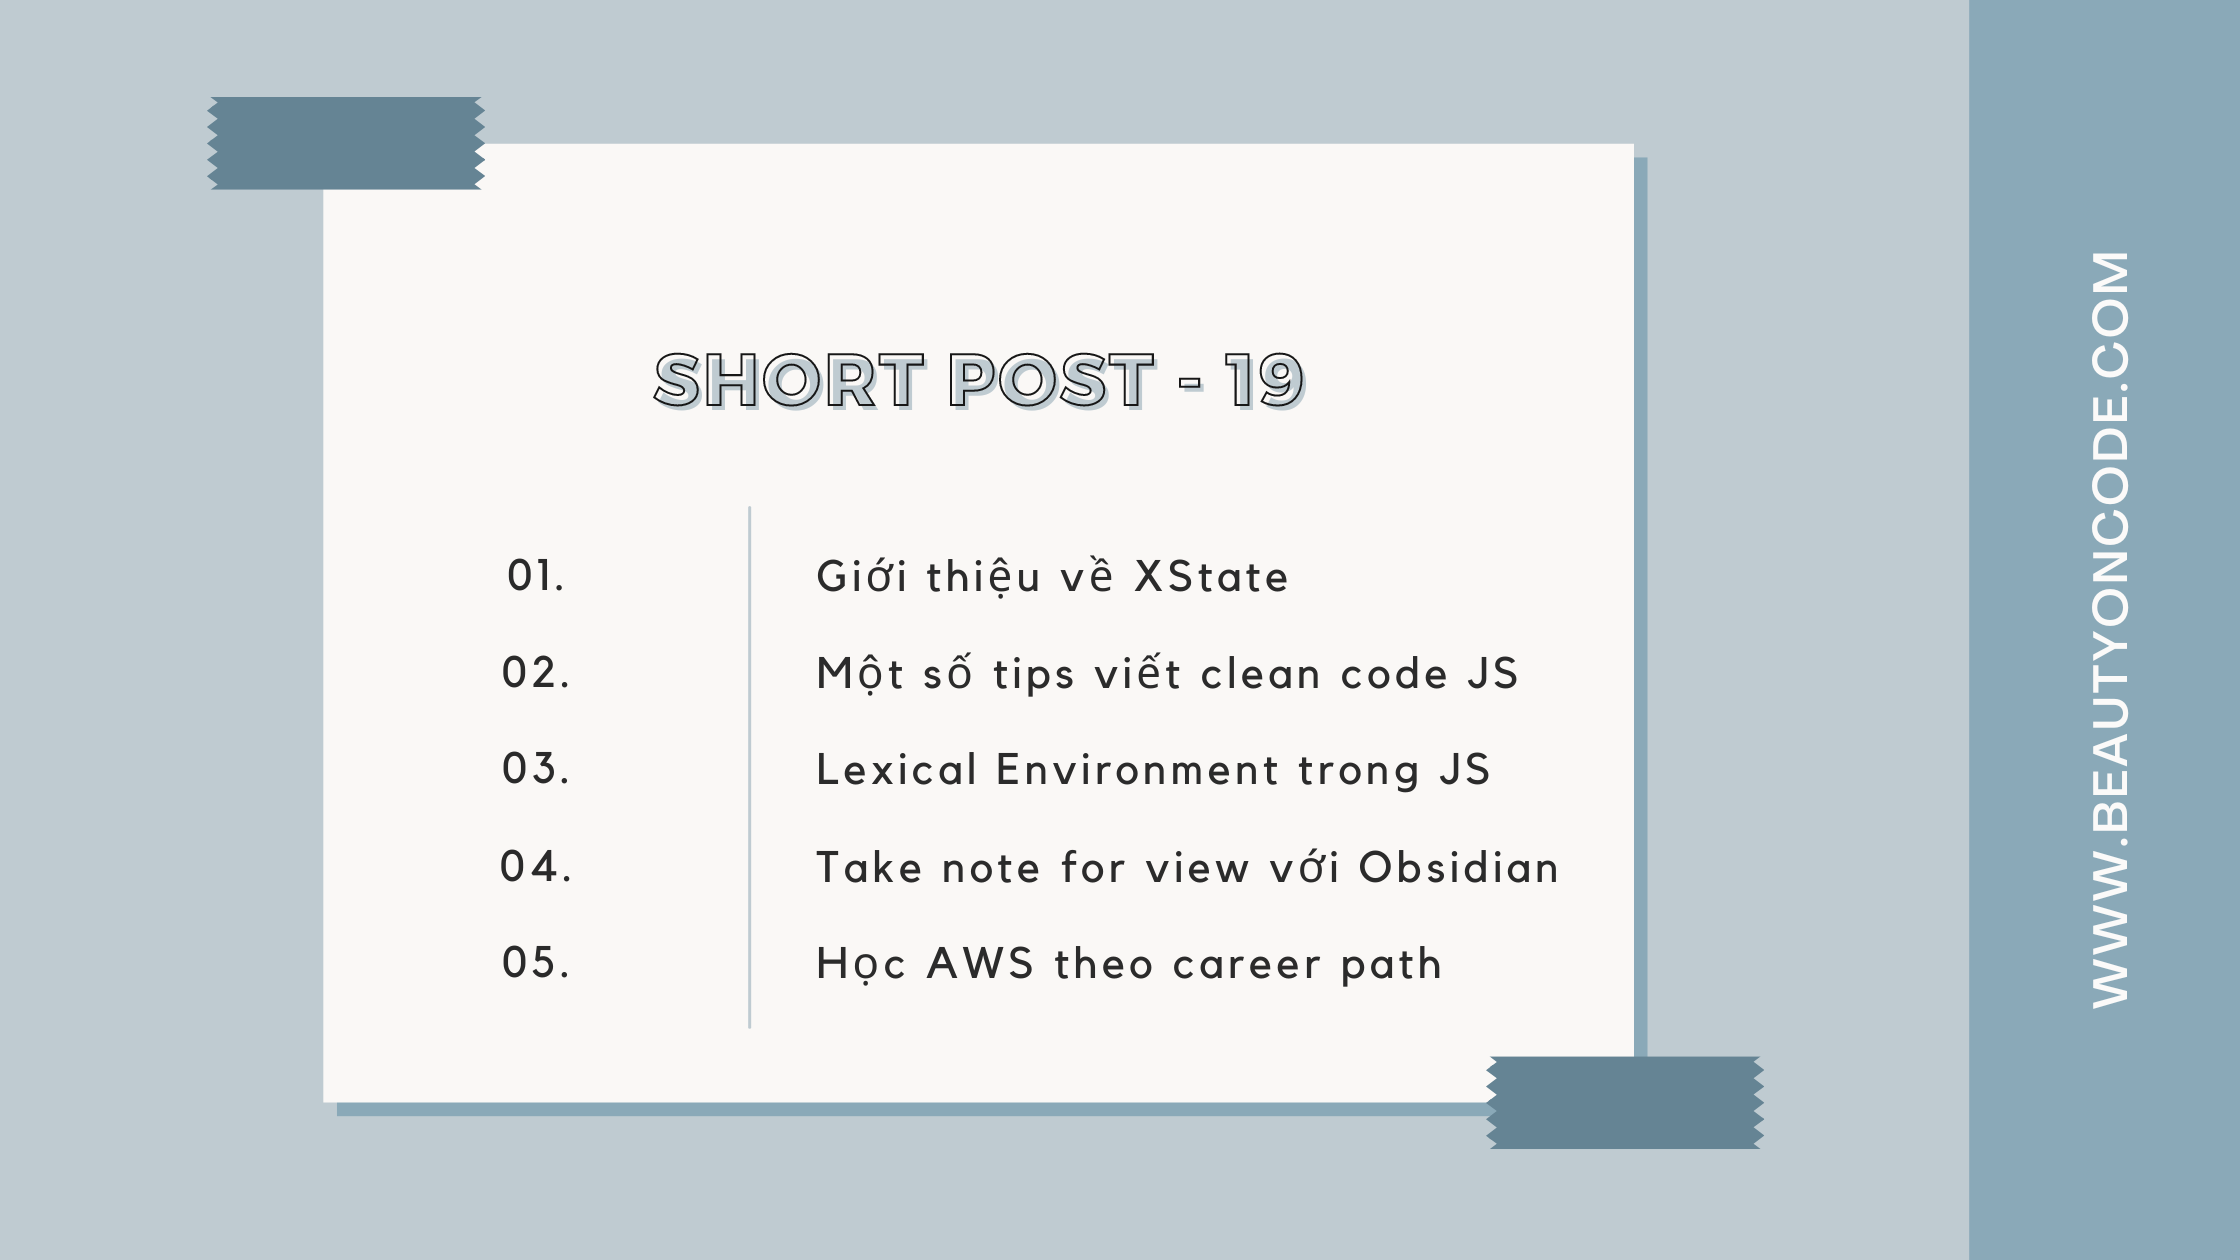 SHORT POST - 19
01. Giới thiệu về XState
02. Một số tips viết clean code JS
03. Lexical Environment trong JS
04. Take note for view với Obsidian
05. Học AWS theo career path
WWW.BEAUTYONCODE.COM